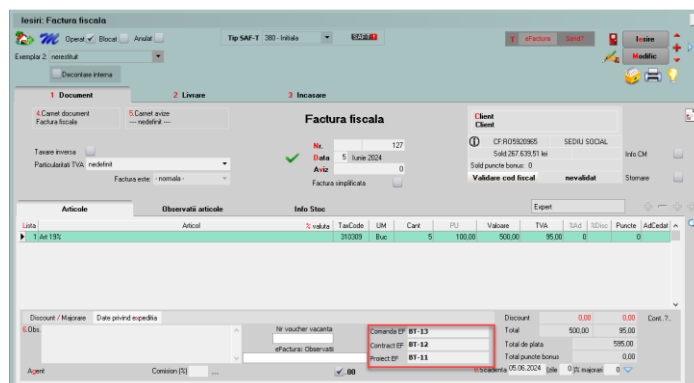 Iesiri: Factura fiscala
Operat Blocat Anulat Tip SAF-T 380 - Initiala SAFT T eFactura Send? Iesire
Exemplar 2: nerestituit Modific
Decontare interna
1 Document 2 Livrare 3 Incasare
4.Carnet document 5.Carnet avize
Factura fiscala --- nedefinit ---
Factura fiscala
Client
Client
Nr. 127
CF:RO5920965 SEDIU SOCIAL
Taxare inversa
Data 5 Iunie 2024
Sold:267.639,51 lei Info CM
Particularitati TVA nedefinit
Aviz 0
Sold puncte bonus: 0
Factura este: - normala -
Factura simplificata
Validare cod fiscal nevalidat Stornare
Articole Observatii articole Info Stoc Expert
Lista Articol % valuta TaxCode UM Cant PU Valoare TVA %Ad %Disc Puncte AdCedat
1 Art 19% 310309 Buc 5 100,00 500,00 95,00 0 0
Discount / Majorare Date privind expeditia Discount 0,00 0,00 Cont..?..
6.Obs Nr voucher vacanta Comanda EF BT-13 Total 500,00 95,00
eFactura: Observatii Contract EF BT-12 Total de plata 595,00
Proiect EF BT-11 Total puncte bonus 0,00
Agent Comision (%) ... .00 Scadenta 05.06.2024 (zile 0 )% majorari 0